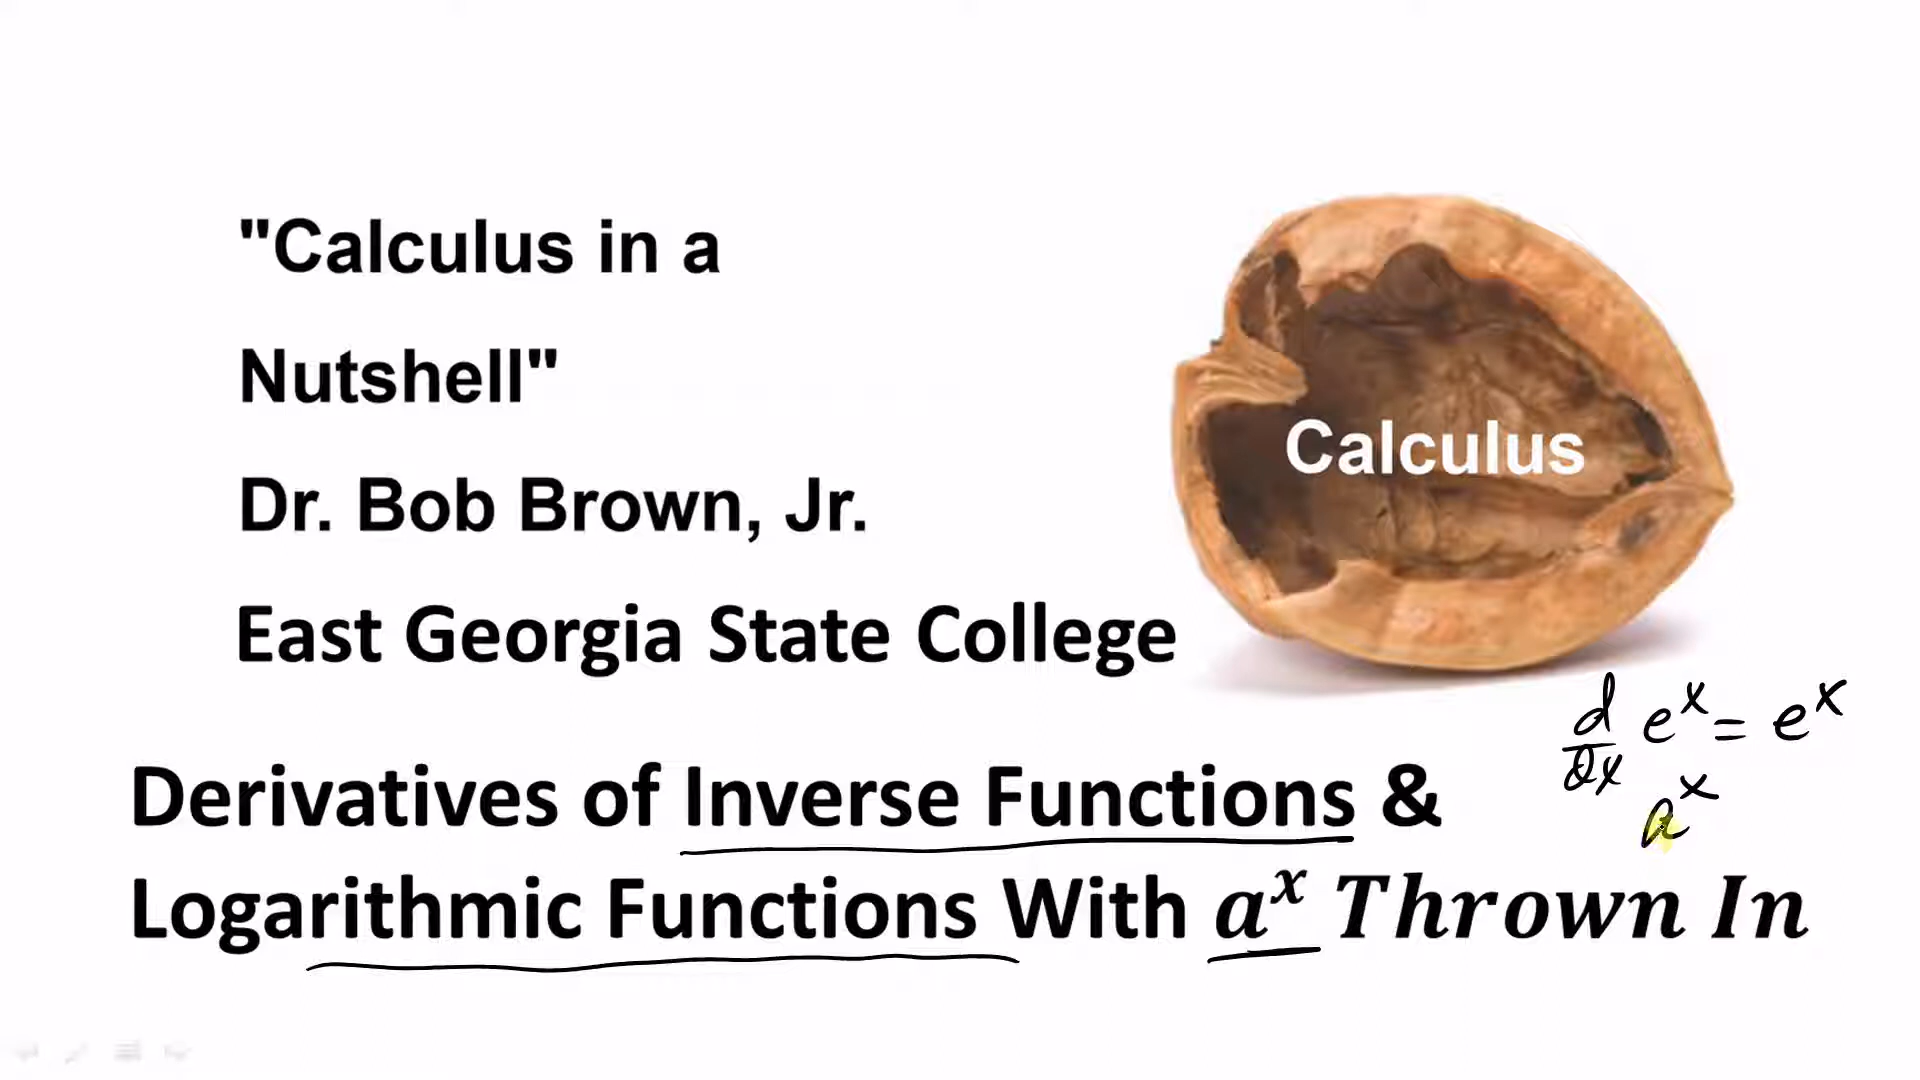 "Calculus in a
Nutshell"
Dr. Bob Brown, Jr.
Calculus
East Georgia State College
d/dx e^x = e^x
a^x
Derivatives of Inverse Functions &
Logarithmic Functions With a^x Thrown In